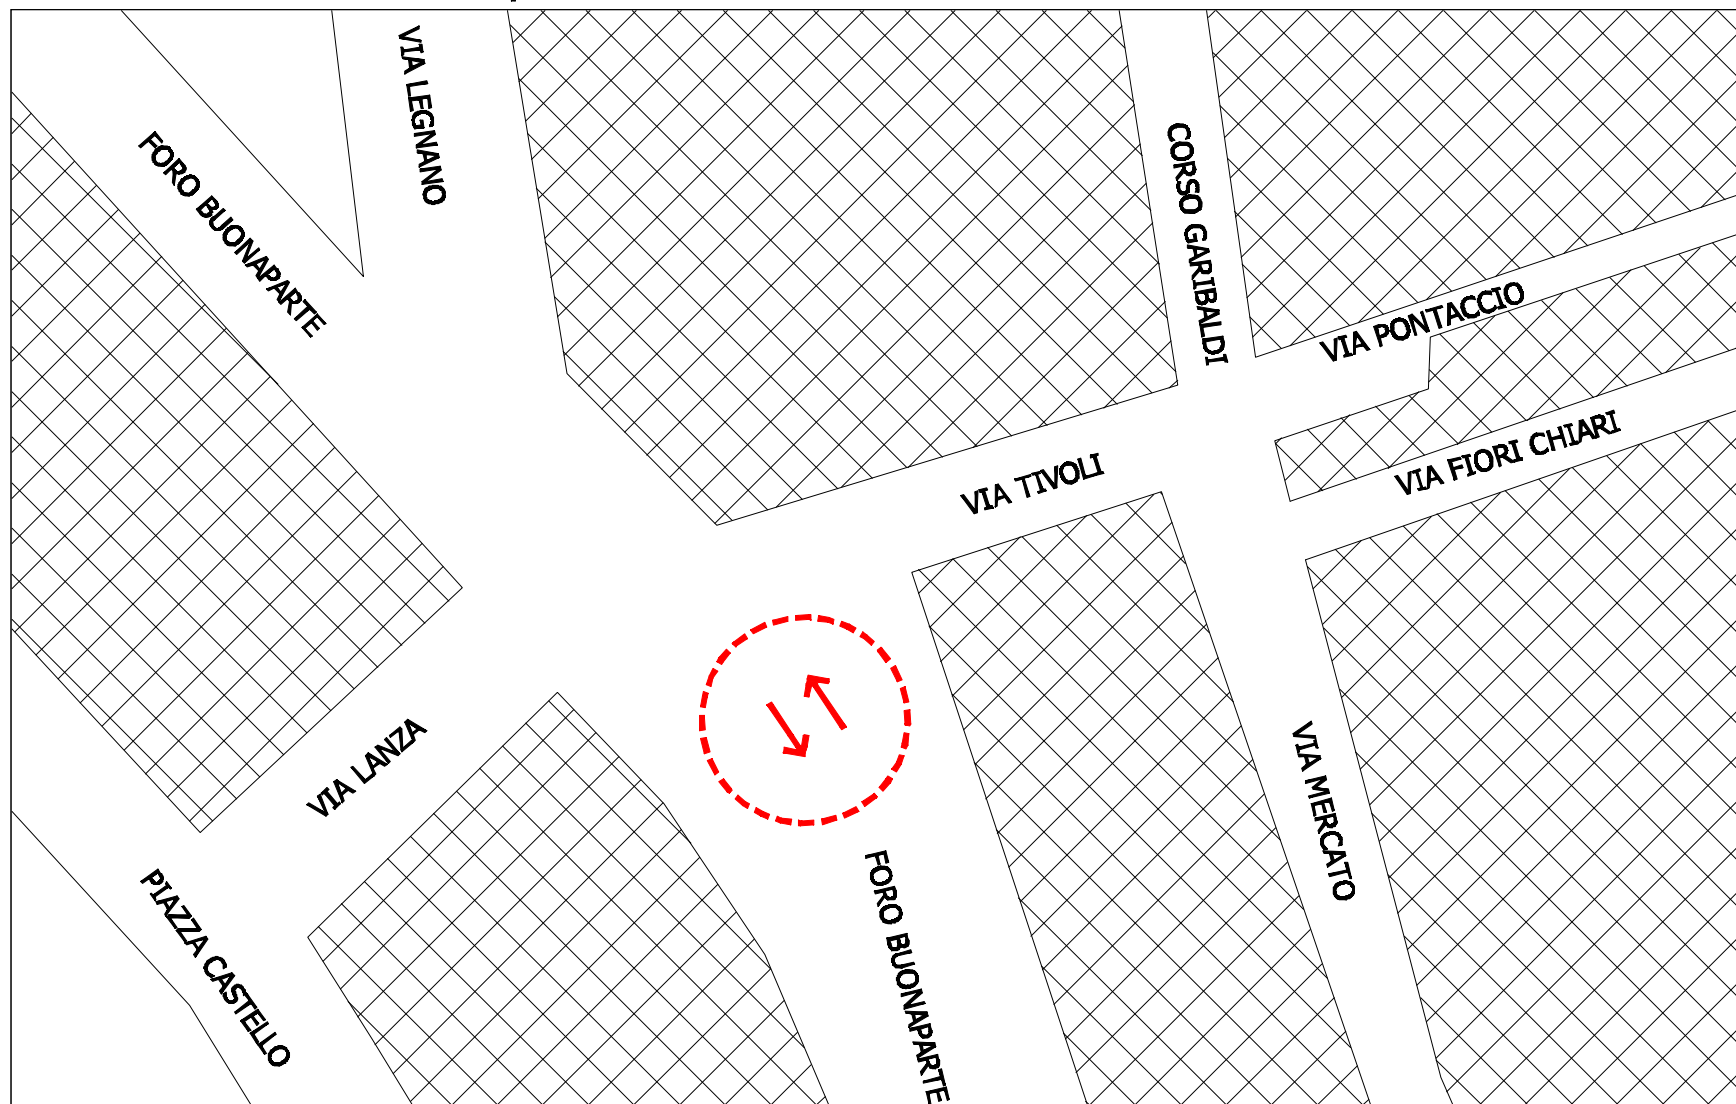 VIA LEGNANO
FORO BUONAPARTE
CORSO GARIBALDI
VIA PONTACCIO
VIA FIORI CHIARI
VIA TIVOLI
VIA LANZA
VIA MERCATO
PIAZZA CASTELLO
FORO BUONAPARTE